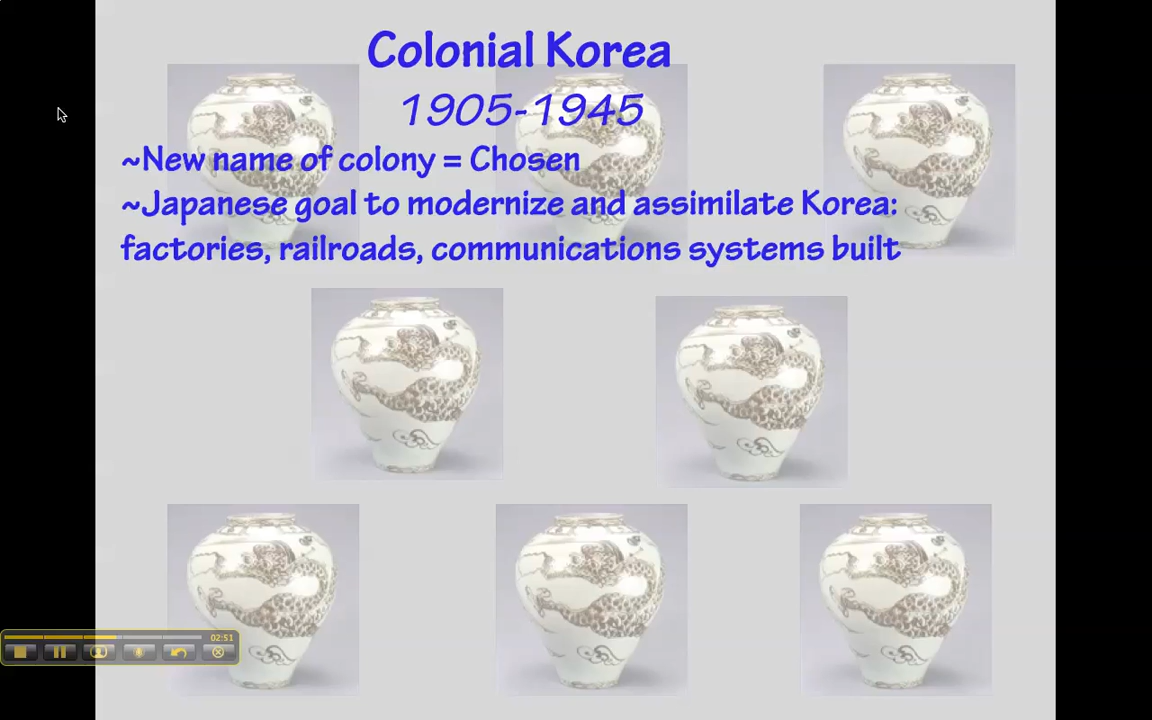 Colonial Korea
1905-1945
~New name of colony = Chosen
~Japanese goal to modernize and assimilate Korea:
factories, railroads, communications systems built
02:51